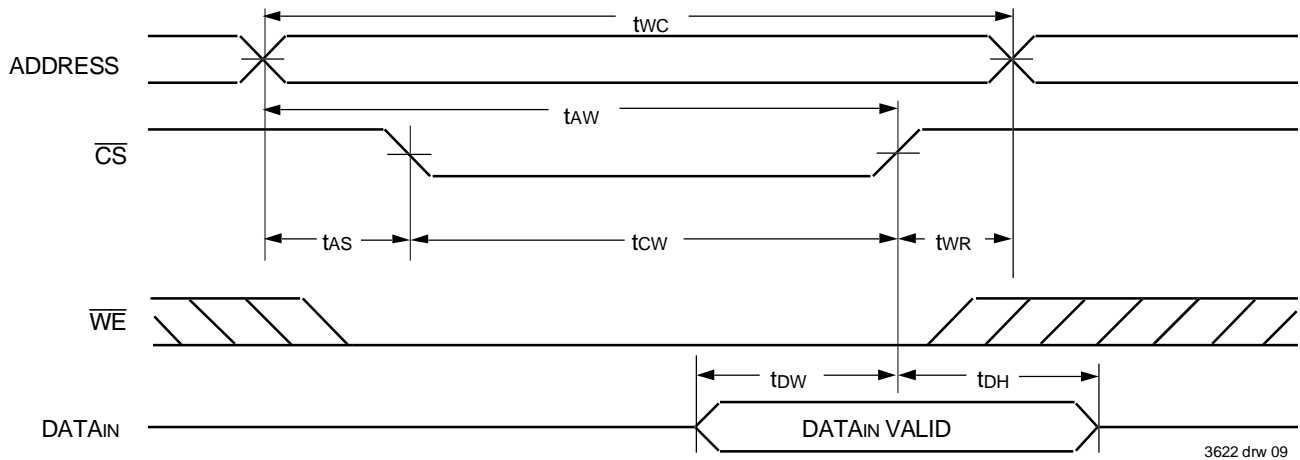 tWC
ADDRESS
tAW
CS
tAS
tCW
tWR
WE
tDW
tDH
DATAIN
DATAIN VALID
3622 drw 09